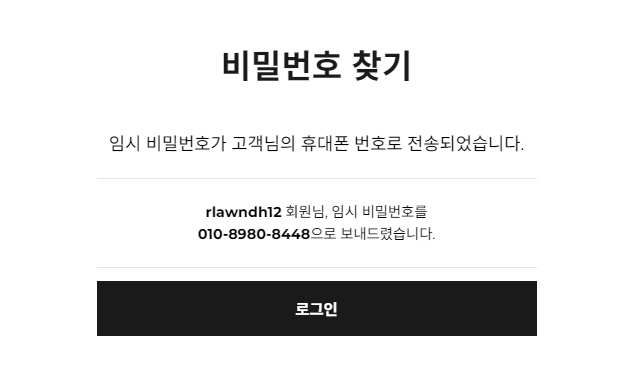 비밀번호 찾기
임시 비밀번호가 고객님의 휴대폰 번호로 전송되었습니다.
rlawndh12 회원님, 임시 비밀번호를
010-8980-8448으로 보내드렸습니다.
로그인